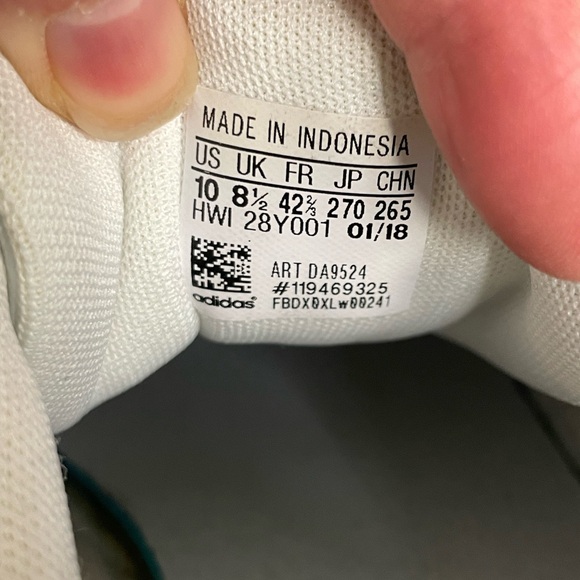 MADE IN INDONESIA
US UK FR JP CHN
10 8½ 42⅔ 270 265
HWI 28Y001 01/18
ART DA9524
#119469325
adidas® FBDX0XLW00241